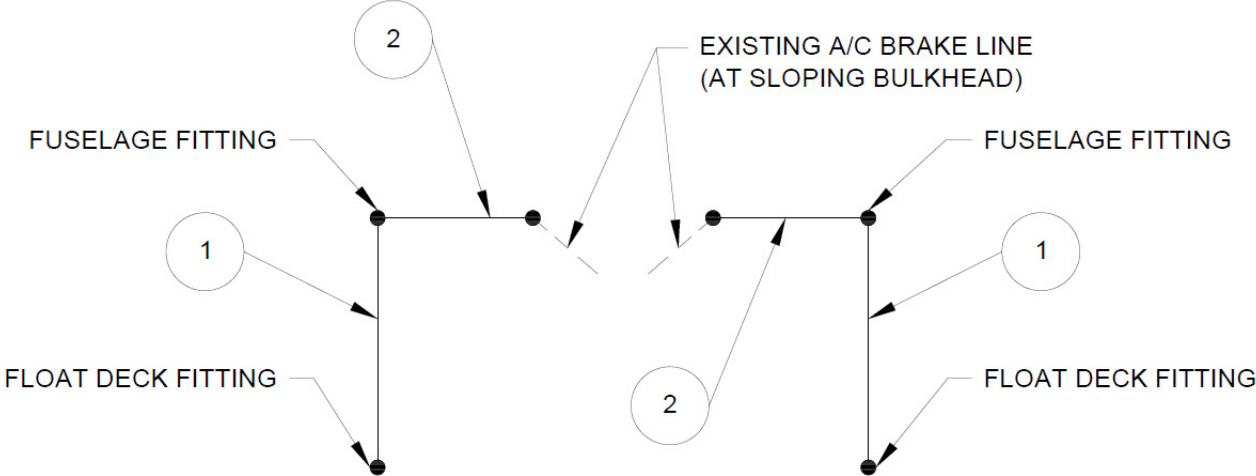 2
EXISTING A/C BRAKE LINE
(AT SLOPING BULKHEAD)
FUSELAGE FITTING
FUSELAGE FITTING
1
1
FLOAT DECK FITTING
2
FLOAT DECK FITTING